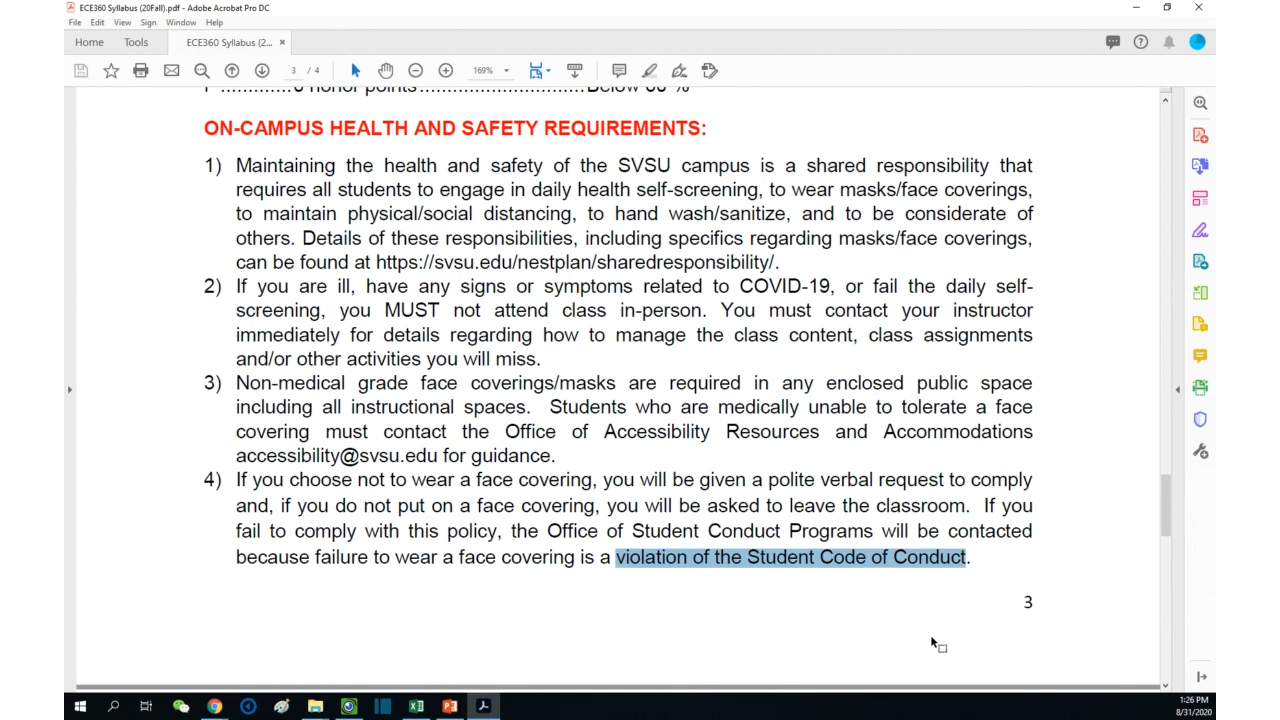 ECE360 Syllabus (20Fall).pdf - Adobe Acrobat Pro DC
File Edit View Sign Window Help
Home Tools ECE360 Syllabus (2... ×
3 / 4 169%
ON-CAMPUS HEALTH AND SAFETY REQUIREMENTS:
1) Maintaining the health and safety of the SVSU campus is a shared responsibility that
requires all students to engage in daily health self-screening, to wear masks/face coverings,
to maintain physical/social distancing, to hand wash/sanitize, and to be considerate of
others. Details of these responsibilities, including specifics regarding masks/face coverings,
can be found at https://svsu.edu/nestplan/sharedresponsibility/.
2) If you are ill, have any signs or symptoms related to COVID-19, or fail the daily self-
screening, you MUST not attend class in-person. You must contact your instructor
immediately for details regarding how to manage the class content, class assignments
and/or other activities you will miss.
3) Non-medical grade face coverings/masks are required in any enclosed public space
including all instructional spaces. Students who are medically unable to tolerate a face
covering must contact the Office of Accessibility Resources and Accommodations
accessibility@svsu.edu for guidance.
4) If you choose not to wear a face covering, you will be given a polite verbal request to comply
and, if you do not put on a face covering, you will be asked to leave the classroom. If you
fail to comply with this policy, the Office of Student Conduct Programs will be contacted
because failure to wear a face covering is a violation of the Student Code of Conduct.
3
1:26 PM
8/31/2020